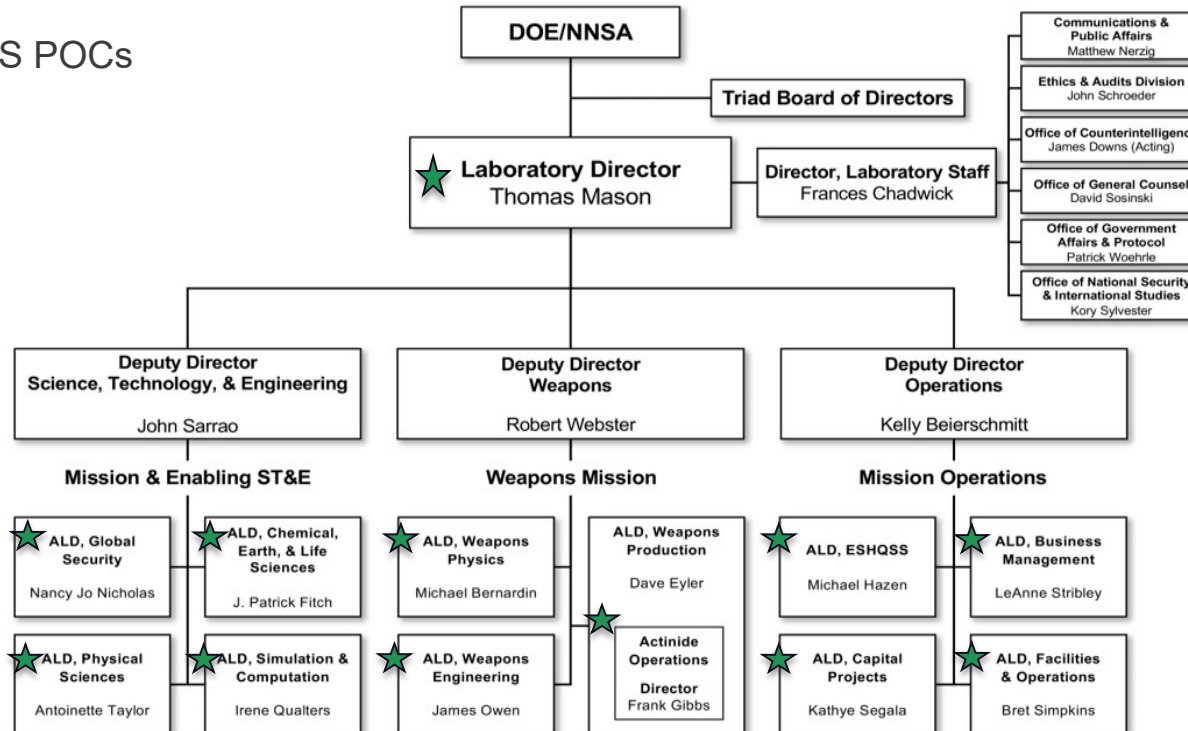 S POCs
DOE/NNSA
Triad Board of Directors
Laboratory Director
Thomas Mason
Director, Laboratory Staff
Frances Chadwick
Communications &
Public Affairs
Matthew Nerzig
Ethics & Audits Division
John Schroeder
Office of Counterintelligenc
James Downs (Acting)
Office of General Counsel
David Sosinski
Office of Government
Affairs & Protocol
Patrick Woehrle
Office of National Security
& International Studies
Kory Sylvester
Deputy Director
Science, Technology, & Engineering
John Sarrao
Deputy Director
Weapons
Robert Webster
Deputy Director
Operations
Kelly Beierschmitt
Mission & Enabling ST&E
Weapons Mission
Mission Operations
ALD, Global
Security
Nancy Jo Nicholas
ALD, Chemical,
Earth, & Life
Sciences
J. Patrick Fitch
ALD, Weapons
Physics
Michael Bernardin
ALD, Weapons
Production
Dave Eyler
ALD, ESHQSS
Michael Hazen
ALD, Business
Management
LeAnne Stribley
ALD, Physical
Sciences
Antoinette Taylor
ALD, Simulation &
Computation
Irene Qualters
ALD, Weapons
Engineering
James Owen
Actinide
Operations
Director
Frank Gibbs
ALD, Capital
Projects
Kathye Segala
ALD, Facilities
& Operations
Bret Simpkins